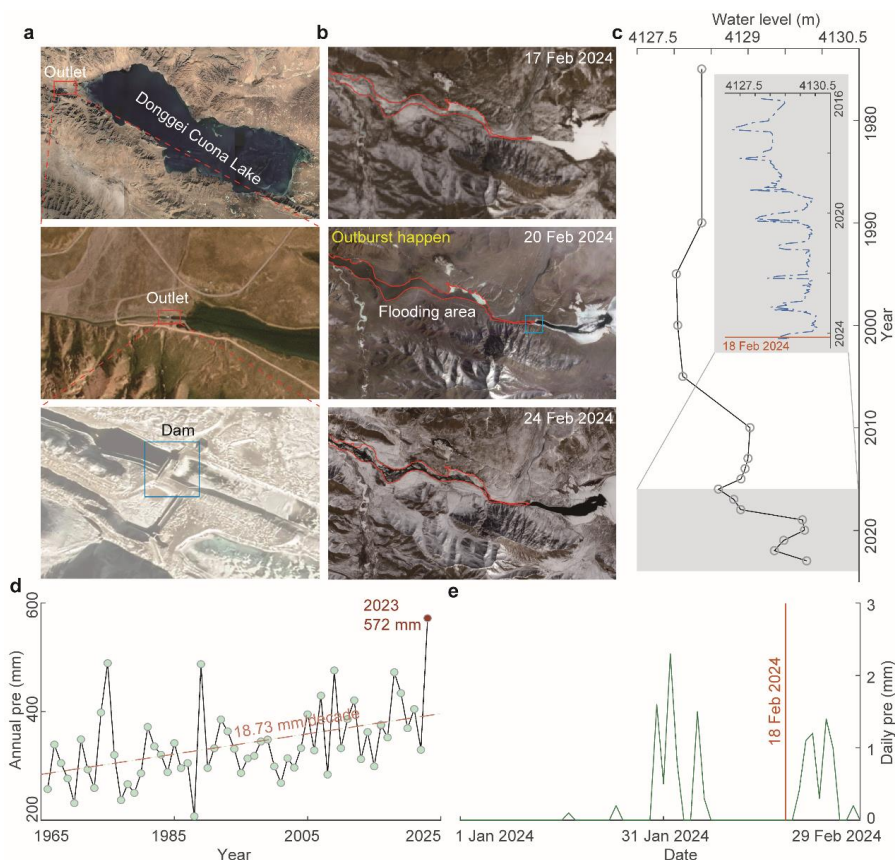 a
Outlet
Donggei Cuona Lake
Outlet
Dam
b
17 Feb 2024
Outburst happen
20 Feb 2024
Flooding area
24 Feb 2024
c
Water level (m)
4127.5 4129 4130.5
4127.5 4130.5
2016
2020
2024
18 Feb 2024
1980
1990
2000
2010
2020
Year
d
600
400
200
Annual pre (mm)
2023
572 mm
18.73 mm/decade
1965 1985 2005 2025
Year
e
18 Feb 2024
3
2
1
0
Daily pre (mm)
1 Jan 2024 31 Jan 2024 29 Feb 2024
Date